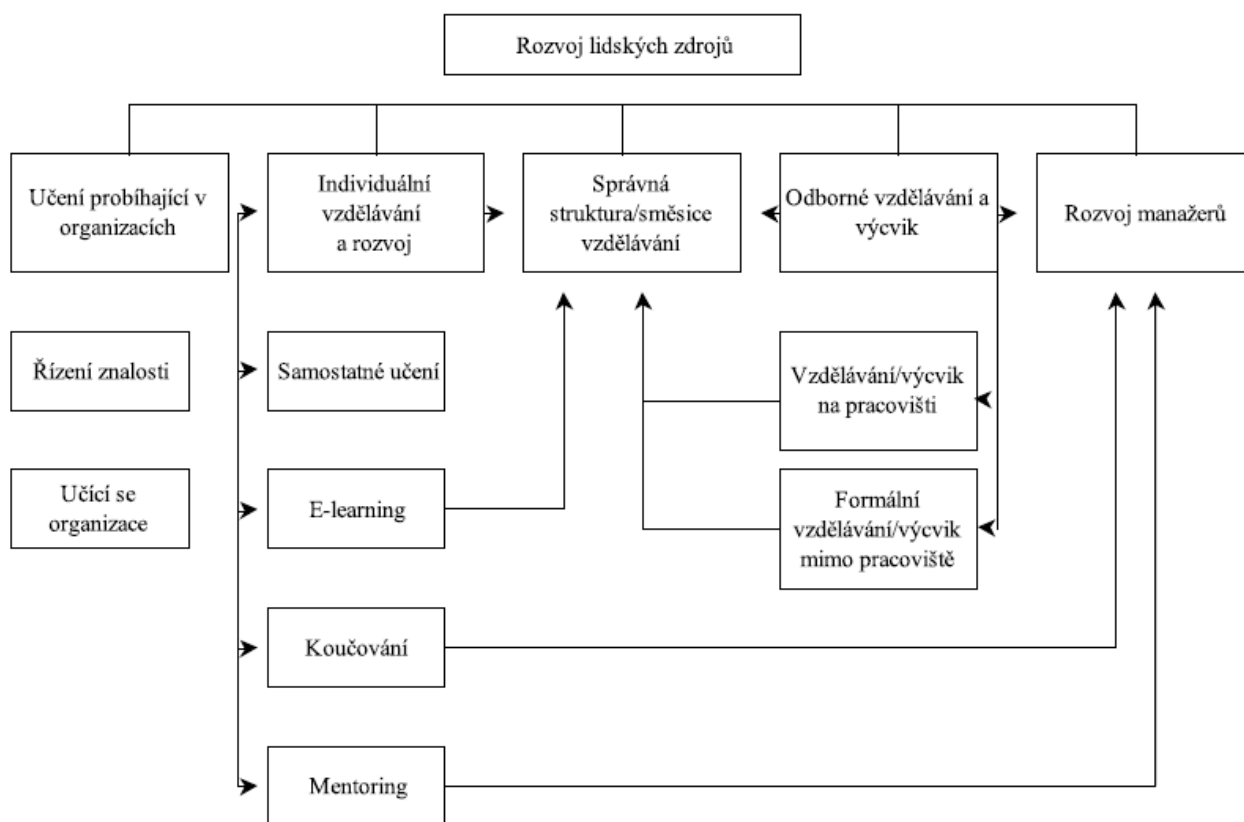 Rozvoj lidských zdrojů
Učení probíhající v
organizacích
Individuální
vzdělávání
a rozvoj
Správná
struktura/směsice
vzdělávání
Odborné vzdělávání a
výcvik
Rozvoj manažerů
Řízení znalosti
Samostatné učení
Vzdělávání/výcvik
na pracovišti
Učící se
organizace
E-learning
Formální
vzdělávání/výcvik
mimo pracoviště
Koučování
Mentoring